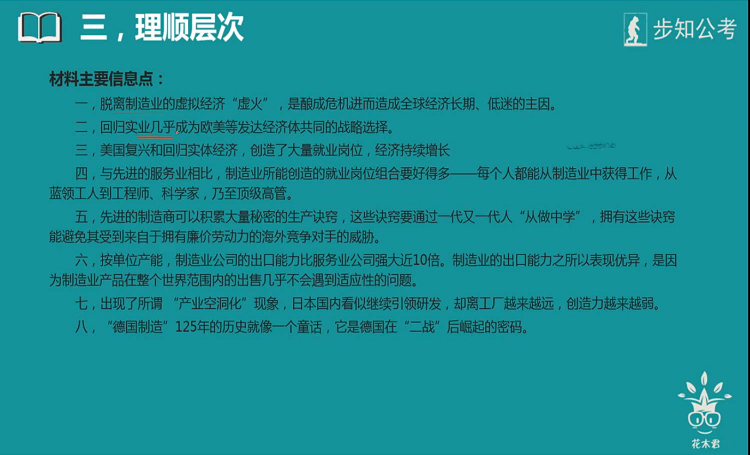 三，理顺层次
步知公考
材料主要信息点：
一，脱离制造业的虚拟经济“虚火”，是酿成危机进而造成全球经济长期、低迷的主因。
二，回归实业几乎成为欧美等发达经济体共同的战略选择。
三，美国复兴和回归实体经济，创造了大量就业岗位，经济持续增长
四，与先进的服务业相比，制造业所能创造的就业岗位组合要好得多——每个人都能从制造业中获得工作，从
蓝领工人到工程师、科学家，乃至顶级高管。
五，先进的制造商可以积累大量秘密的生产诀窍，这些诀窍要通过一代又一代人“从做中学”，拥有这些诀窍
能避免其受到来自于拥有廉价劳动力的海外竞争对手的威胁。
六，按单位产能，制造业公司的出口能力比服务业公司强大近10倍。制造业的出口能力之所以表现优异，是因
为制造业产品在整个世界范围内的出售几乎不会遇到适应性的问题。
七，出现了所谓 “产业空洞化”现象，日本国内看似继续引领研发，却离工厂越来越远，创造力越来越弱。
八，“德国制造”125年的历史就像一个童话，它是德国在“二战”后崛起的密码。
花木君